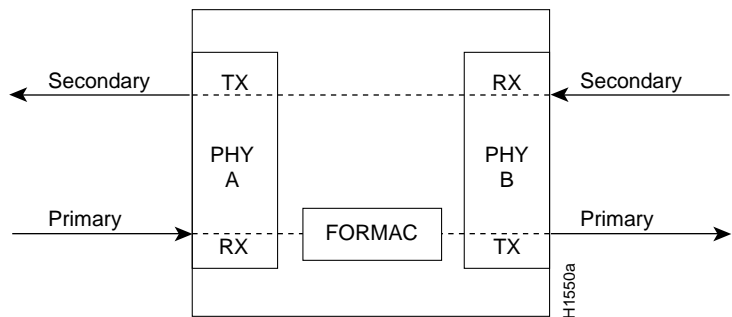 Secondary TX RX Secondary
PHY A
PHY B
Primary RX FORMAC TX Primary
H1550a